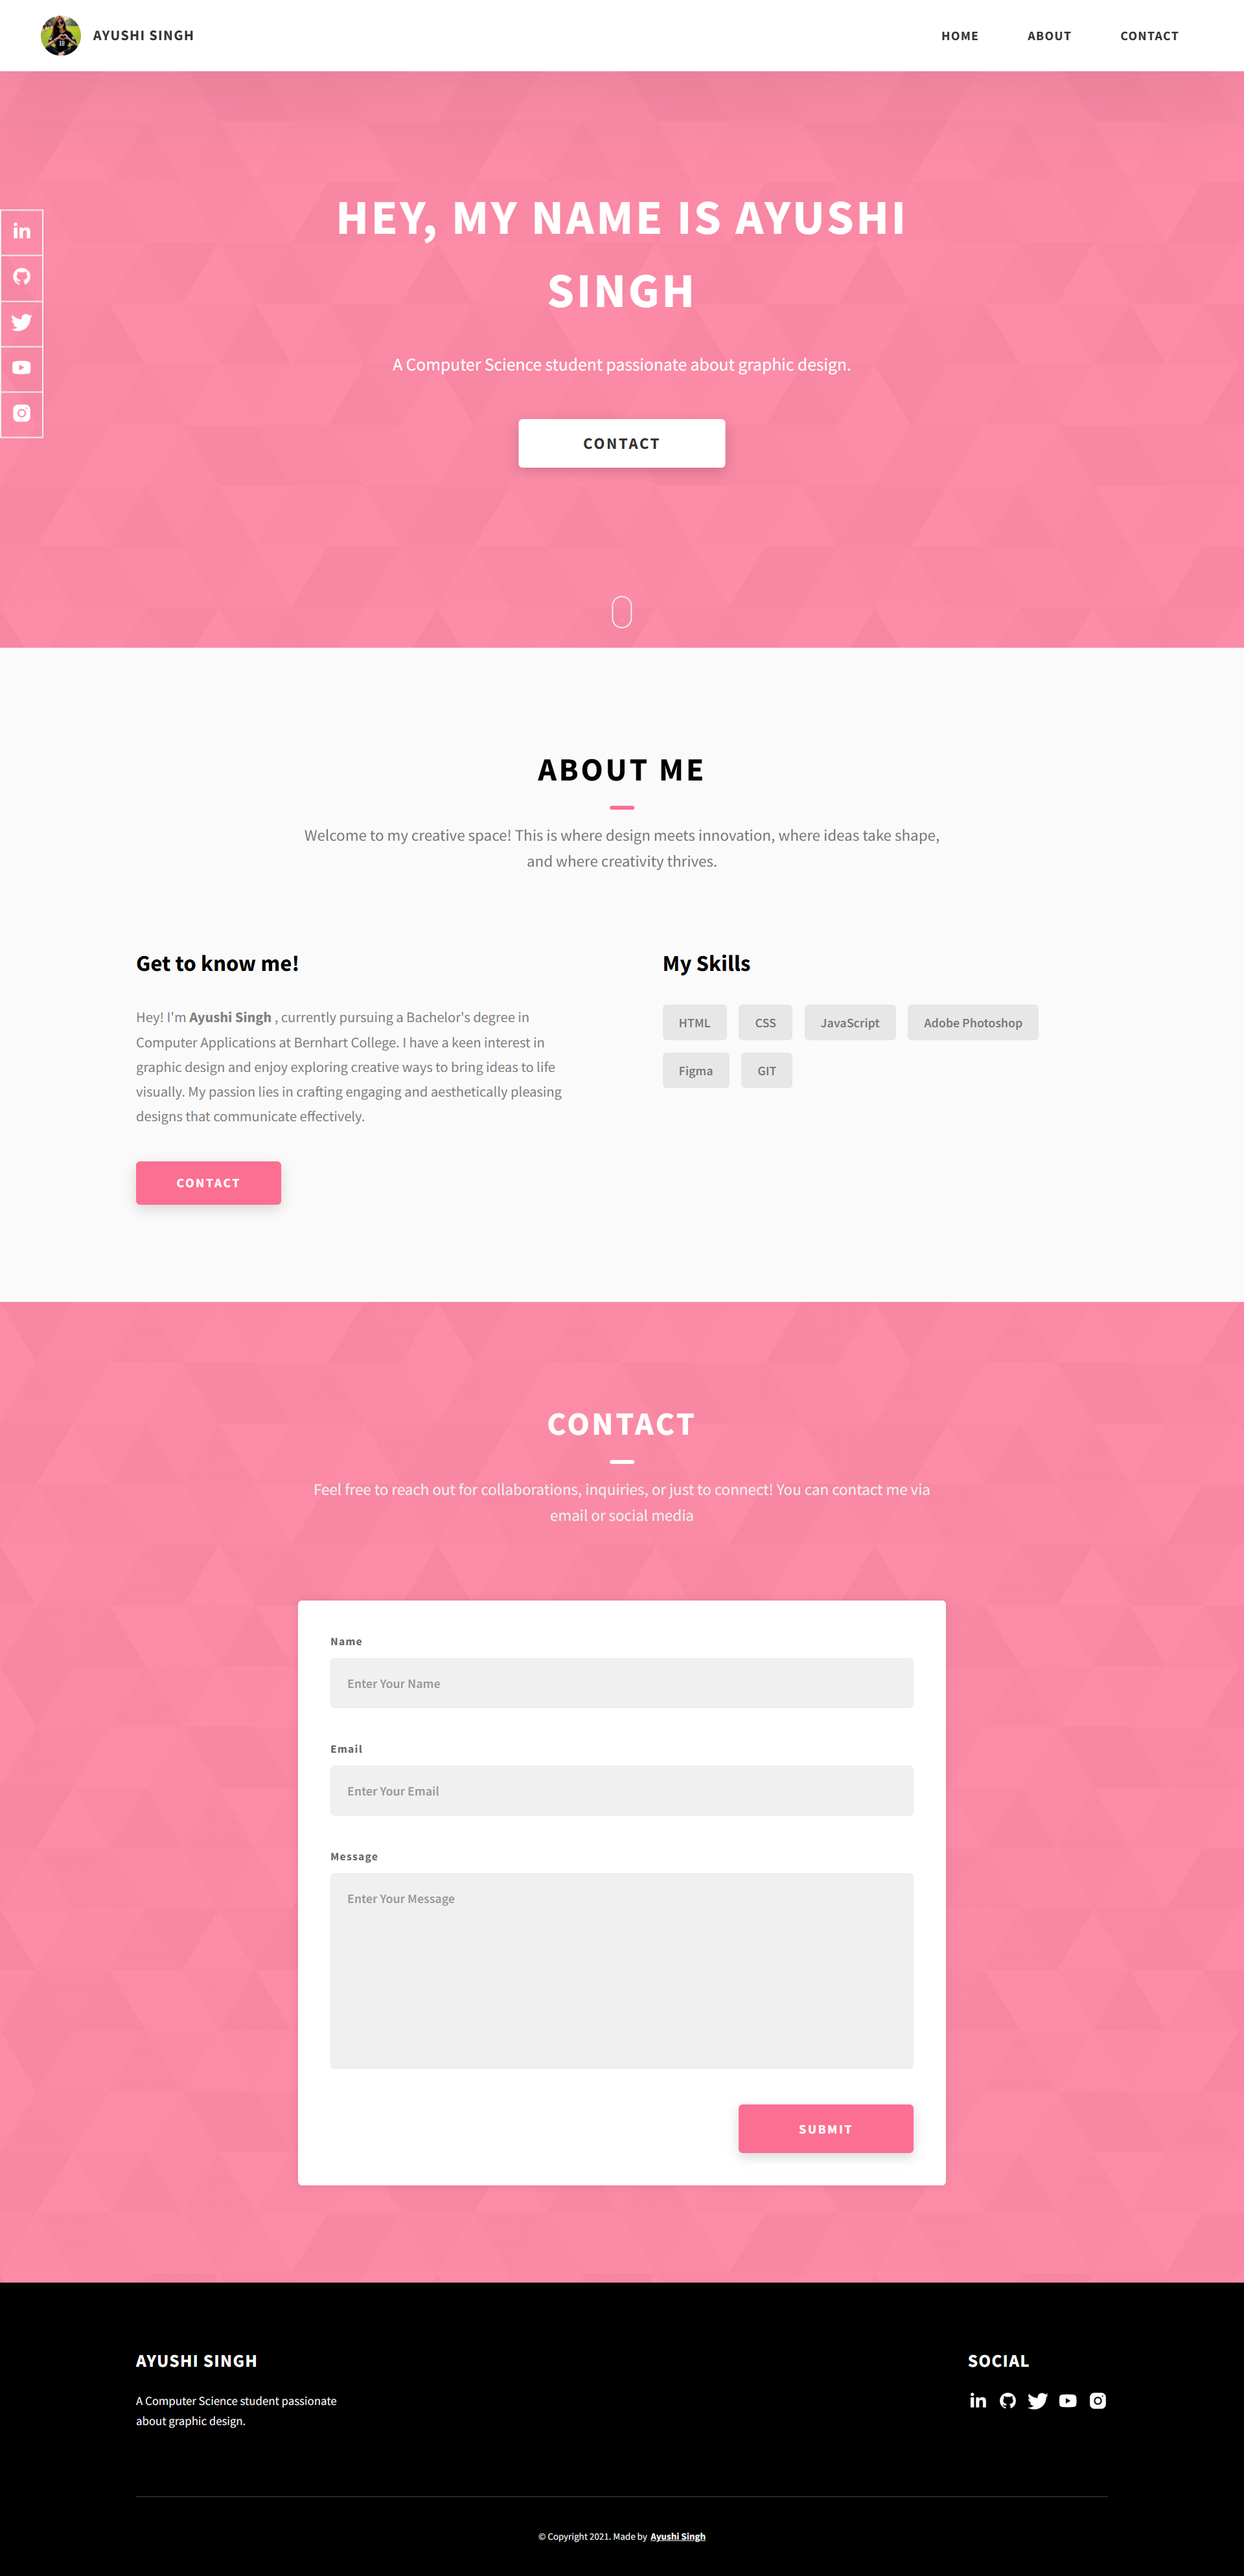 AYUSHI SINGH
HOME ABOUT CONTACT
HEY, MY NAME IS AYUSHI
SINGH
A Computer Science student passionate about graphic design.
CONTACT
ABOUT ME
Welcome to my creative space! This is where design meets innovation, where ideas take shape,
and where creativity thrives.
Get to know me!
Hey! I'm Ayushi Singh , currently pursuing a Bachelor's degree in
Computer Applications at Bernhart College. I have a keen interest in
graphic design and enjoy exploring creative ways to bring ideas to life
visually. My passion lies in crafting engaging and aesthetically pleasing
designs that communicate effectively.
CONTACT
My Skills
HTML CSS JavaScript Adobe Photoshop
Figma GIT
CONTACT
Feel free to reach out for collaborations, inquiries, or just to connect! You can contact me via
email or social media
Name
Enter Your Name
Email
Enter Your Email
Message
Enter Your Message
SUBMIT
AYUSHI SINGH
A Computer Science student passionate
about graphic design.
SOCIAL
© Copyright 2021. Made by Ayushi Singh